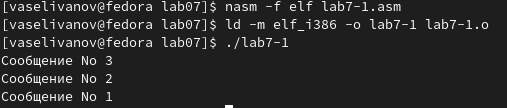 [vaselivanov@fedora lab07]$ nasm -f elf lab7-1.asm
[vaselivanov@fedora lab07]$ ld -m elf_i386 -o lab7-1 lab7-1.o
[vaselivanov@fedora lab07]$ ./lab7-1
Сообщение No 3
Сообщение No 2
Сообщение No 1